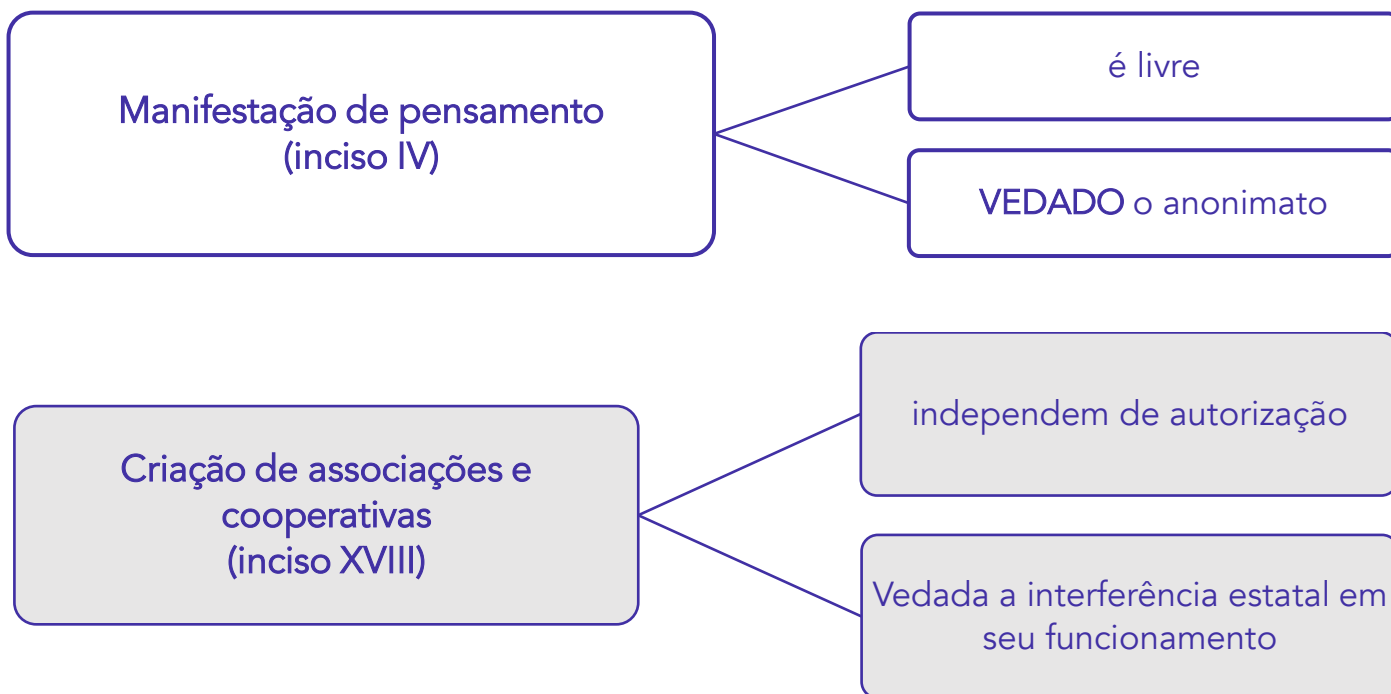 Manifestação de pensamento
(inciso IV)
é livre
VEDADO o anonimato
Criação de associações e
cooperativas
(inciso XVIII)
independem de autorização
Vedada a interferência estatal em
seu funcionamento